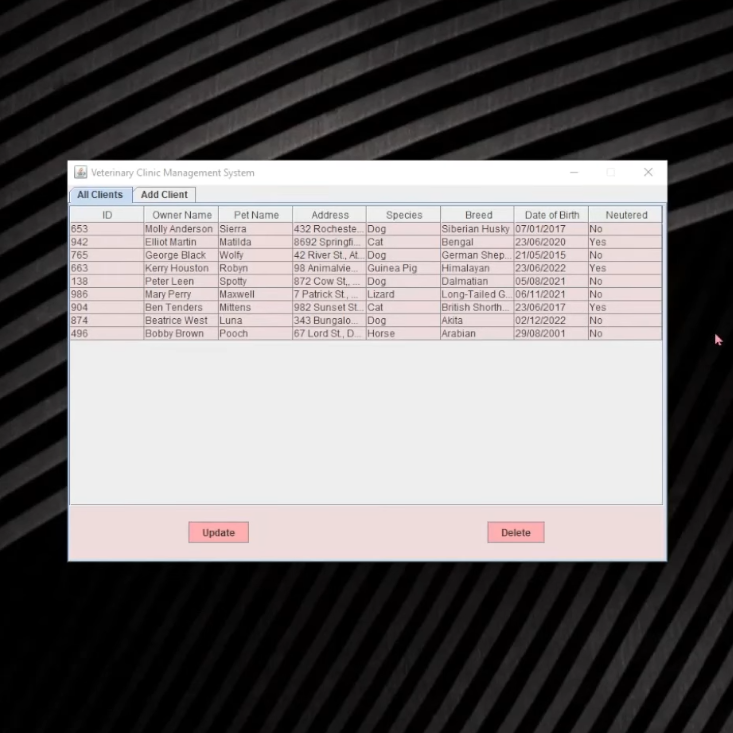 Veterinary Clinic Management System
All Clients Add Client
ID Owner Name Pet Name Address Species Breed Date of Birth Neutered
653 Molly Anderson Sierra 432 Rocheste... Dog Siberian Husky 07/01/2017 No
942 Elliot Martin Matilda 8692 Springfi... Cat Bengal 23/06/2020 Yes
765 George Black Wolfy 42 River St., At... Dog German Shep... 21/05/2015 No
663 Kerry Houston Robyn 98 Animalvie... Guinea Pig Himalayan 23/06/2022 Yes
138 Peter Leen Spotty 872 Cow St,, ... Dog Dalmatian 05/08/2021 No
986 Mary Perry Maxwell 7 Patrick St., ... Lizard Long-Tailed G... 06/11/2021 No
904 Ben Tenders Mittens 982 Sunset St... Cat British Shorth... 23/06/2017 Yes
874 Beatrice West Luna 343 Bungalo... Dog Akita 02/12/2022 No
496 Bobby Brown Pooch 67 Lord St., D... Horse Arabian 29/08/2001 No
Update Delete